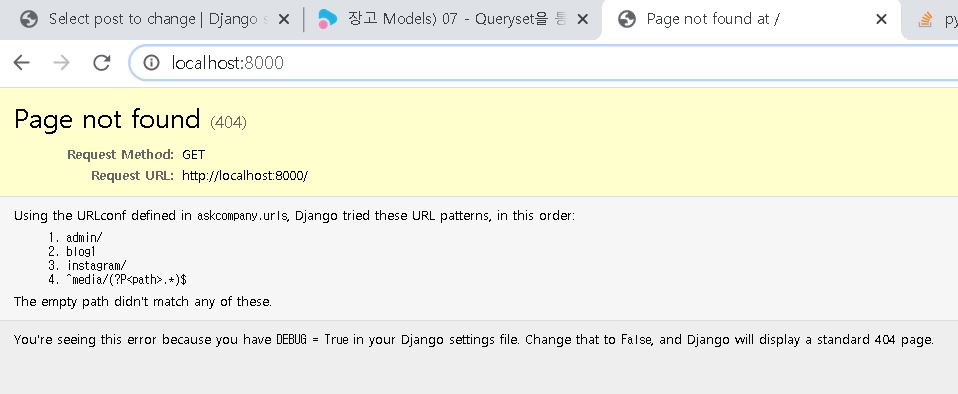 Select post to change | Django s
장고 Models) 07 - Queryset을 통
Page not found at /
py
localhost:8000
Page not found (404)
Request Method: GET
Request URL: http://localhost:8000/
Using the URLconf defined in askcompany.urls, Django tried these URL patterns, in this order:
1. admin/
2. blog1
3. instagram/
4. ^media/(?P<path>.*)$
The empty path didn't match any of these.
You're seeing this error because you have DEBUG = True in your Django settings file. Change that to False, and Django will display a standard 404 page.